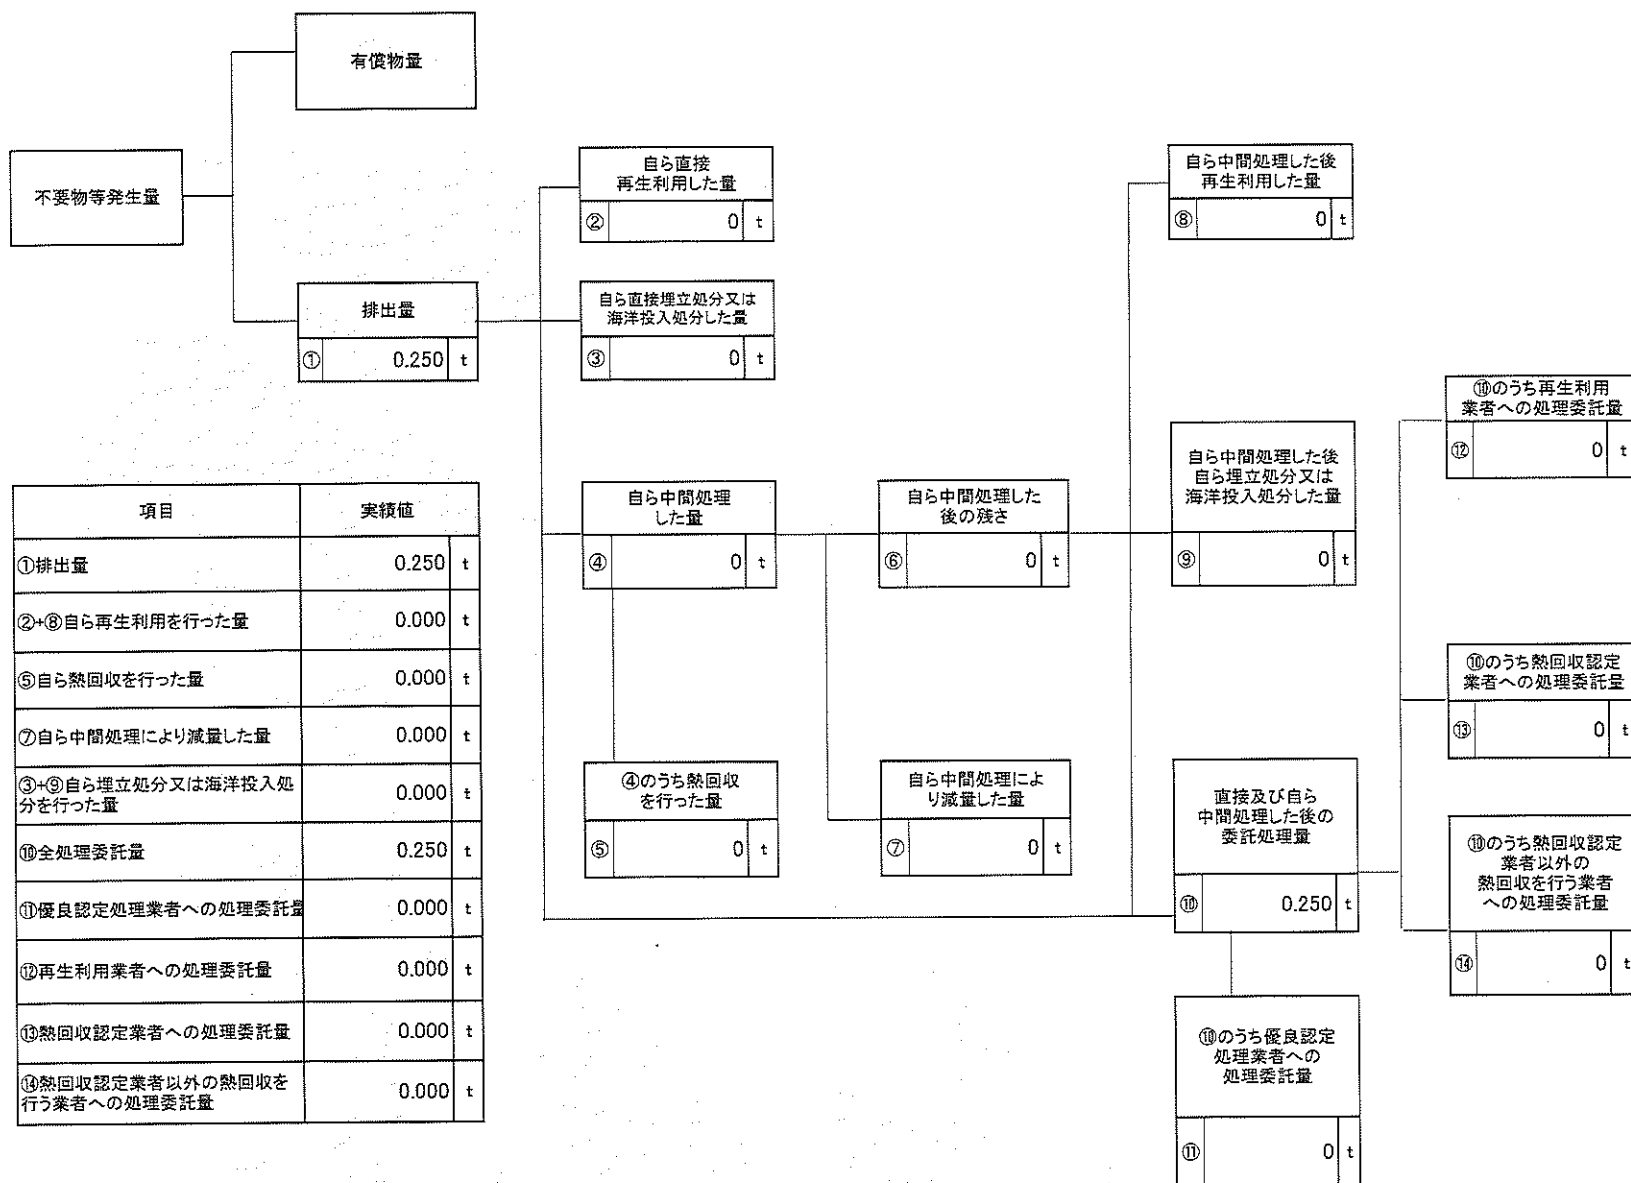 有償物量
不要物等発生量
排出量
① 0.250 t
自ら直接
再生利用した量
② 0 t
自ら直接埋立処分又は
海洋投入処分した量
③ 0 t
自ら中間処理
した量
④ 0 t
④のうち熱回収
を行った量
⑤ 0 t
自ら中間処理した
後の残さ
⑥ 0 t
自ら中間処理によ
り減量した量
⑦ 0 t
自ら中間処理した後
再生利用した量
⑧ 0 t
自ら中間処理した後
自ら埋立処分又は
海洋投入処分した量
⑨ 0 t
直接及び自ら
中間処理した後の
委託処理量
⑩ 0.250 t
⑩のうち優良認定
処理業者への
処理委託量
⑪ 0 t
⑩のうち再生利用
業者への処理委託量
⑫ 0 t
⑩のうち熱回収認定
業者への処理委託量
⑬ 0 t
⑩のうち熱回収認定
業者以外の
熱回収を行う業者
への処理委託量
⑭ 0 t
項目 実績値
①排出量 0.250 t
②+⑧自ら再生利用を行った量 0.000 t
⑤自ら熱回収を行った量 0.000 t
⑦自ら中間処理により減量した量 0.000 t
③+⑨自ら埋立処分又は海洋投入処
分を行った量 0.000 t
⑩全処理委託量 0.250 t
⑪優良認定処理業者への処理委託量 0.000 t
⑫再生利用業者への処理委託量 0.000 t
⑬熱回収認定業者への処理委託量 0.000 t
⑭熱回収認定業者以外の熱回収を
行う業者への処理委託量 0.000 t